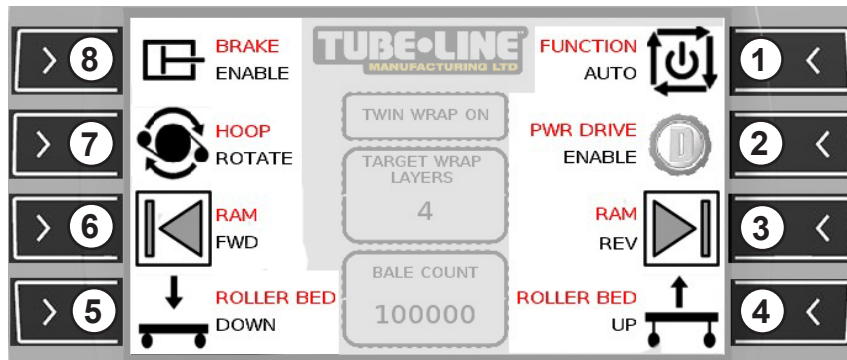 8
BRAKE
ENABLE
TUBE•LINE
MANUFACTURING LTD
FUNCTION
AUTO
1
7
HOOP
ROTATE
TWIN WRAP ON
PWR DRIVE
ENABLE
D
2
TARGET WRAP
LAYERS
4
6
RAM
FWD
RAM
REV
3
5
ROLLER BED
DOWN
BALE COUNT
100000
ROLLER BED
UP
4